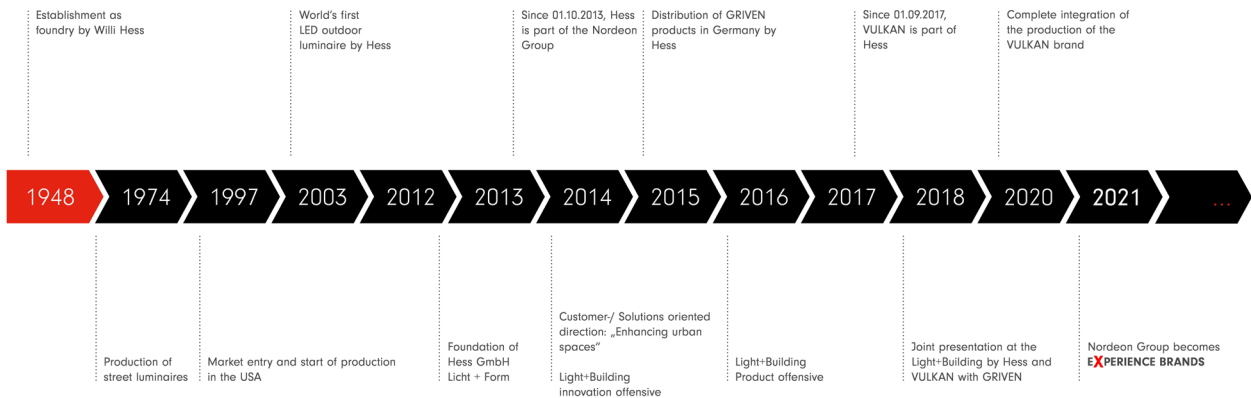 Establishment as
foundry by Willi Hess
World's first
LED outdoor
luminaire by Hess
Since 01.10.2013, Hess
is part of the Nordeon
Group
Distribution of GRIVEN
products in Germany by
Hess
Since 01.09.2017,
VULKAN is part of
Hess
Complete integration of
the production of the
VULKAN brand
1948
1974
1997
2003
2012
2013
2014
2015
2016
2017
2018
2020
2021
...
Production of
street luminaires
Market entry and start of production
in the USA
Foundation of
Hess GmbH
Licht + Form
Customer-/ Solutions oriented
direction: „Enhancing urban
spaces"
Light+Building
innovation offensive
Light+Building
Product offensive
Joint presentation at the
Light+Building by Hess and
VULKAN with GRIVEN
Nordeon Group becomes
EXPERIENCE BRANDS